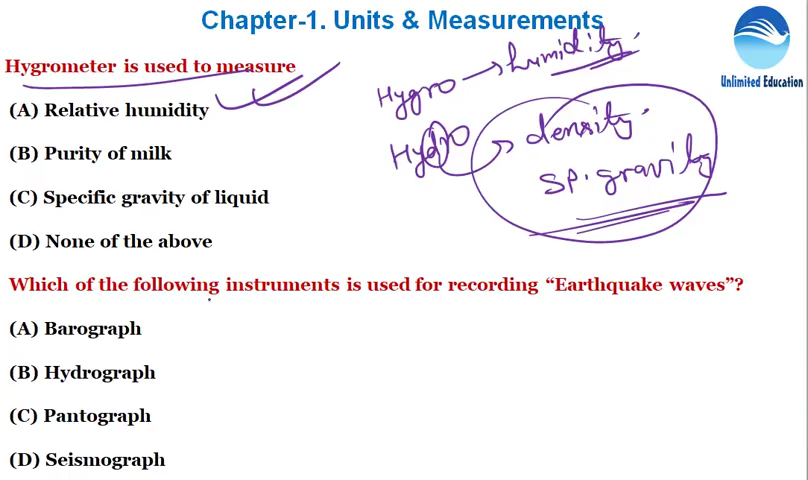 Chapter-1. Units & Measurements
Unlimited Education
Hygrometer is used to measure
Hygro → humidity.
(A) Relative humidity
Hydro → density.
(B) Purity of milk
sp. gravity
(C) Specific gravity of liquid
(D) None of the above
Which of the following instruments is used for recording “Earthquake waves”?
(A) Barograph
(B) Hydrograph
(C) Pantograph
(D) Seismograph